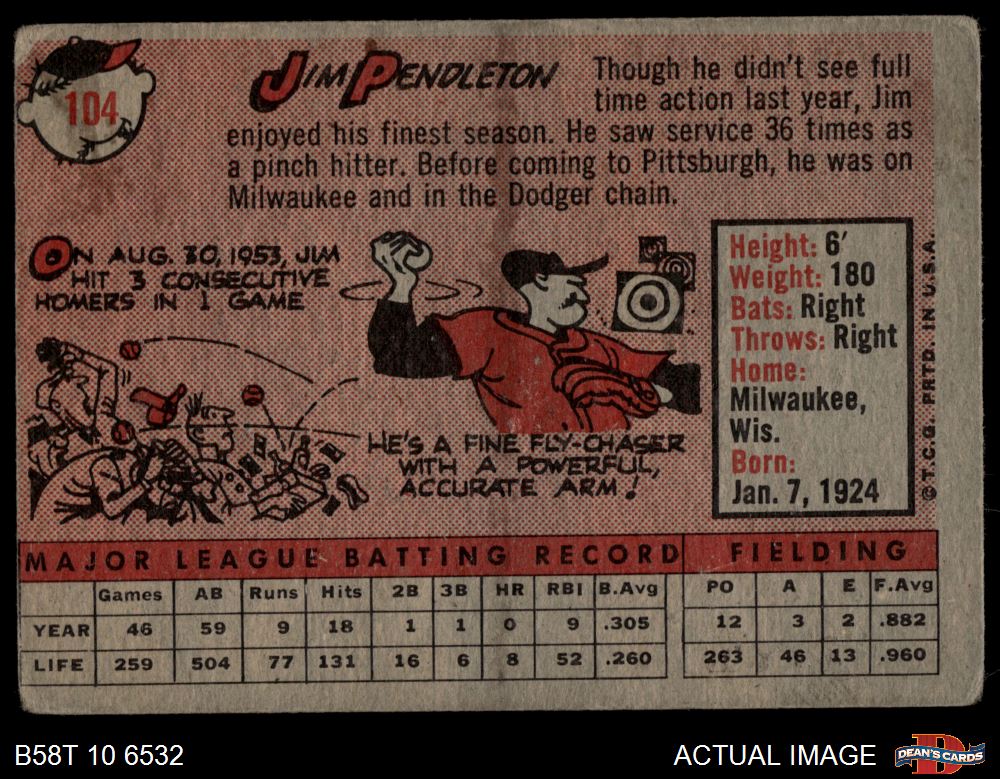 104
JIM PENDLETON
Though he didn't see full
time action last year, Jim
enjoyed his finest season. He saw service 36 times as
a pinch hitter. Before coming to Pittsburgh, he was on
Milwaukee and in the Dodger chain.
ON AUG. 30, 1953, JIM
HIT 3 CONSECUTIVE
HOMERS IN 1 GAME
HE'S A FINE FLY-CHASER
WITH A POWERFUL,
ACCURATE ARM!
Height: 6'
Weight: 180
Bats: Right
Throws: Right
Home:
Milwaukee,
Wis.
Born:
Jan. 7, 1924
© T.C.G. PRTD. IN U.S.A.
MAJOR LEAGUE BATTING RECORD FIELDING
Games AB Runs Hits 2B 3B HR RBI B.Avg PO A E F.Avg
YEAR 46 59 9 18 1 1 0 9 .305 12 3 2 .882
LIFE 259 504 77 131 16 6 8 52 .260 263 46 13 .960
B58T 10 6532
ACTUAL IMAGE
DEAN'S CARDS